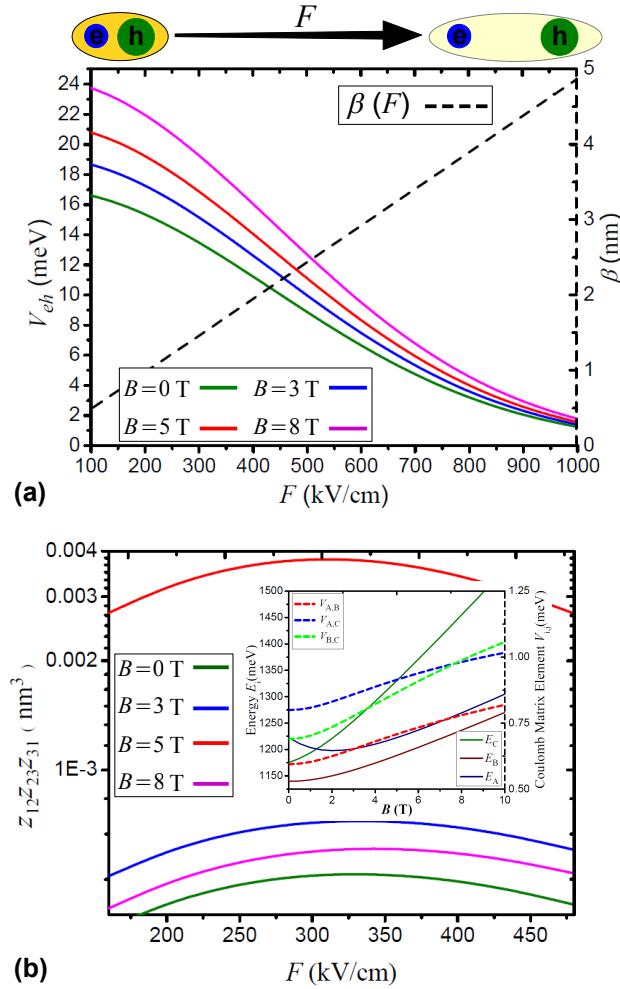 F
e h e h
β (F)
24
22
20
18
16
14
12
10
8
6
4
2
0
V_eh (meV)
5
4
3
2
1
0
β (nm)
B=0 T B=3 T
B=5 T B=8 T
100 200 300 400 500 600 700 800 900 1000
(a) F (kV/cm)
0.004
0.003
0.002
1E-3
z₁₂z₂₃z₃₁ ( nm³ )
B=0 T
B=3 T
B=5 T
B=8 T
1500
1450
1400
1350
1300
1250
1200
1150
Energy E_i(meV)
V_A,B
V_A,C
V_B,C
1.25
1.00
0.75
0.50
Coulomb Matrix Element V_i,j(meV)
E_C
E_B
E_A
0 2 4 6 8 10
B (T)
200 250 300 350 400 450
(b) F (kV/cm)